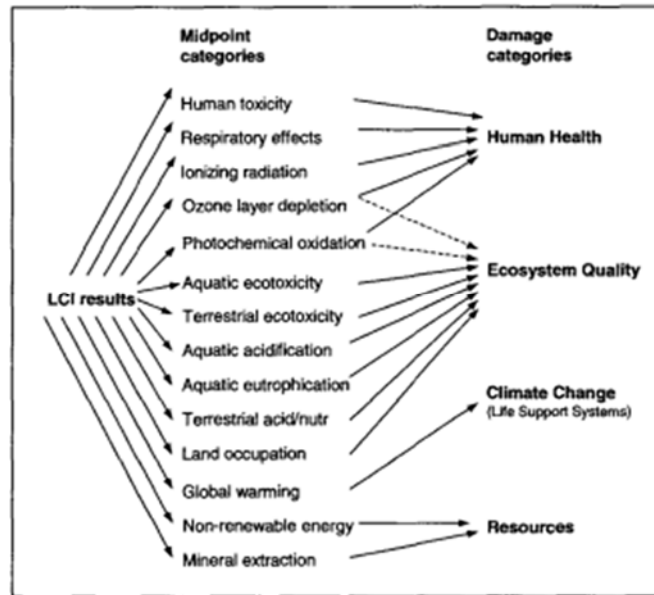 Midpoint
categories
Damage
categories
Human toxicity
Respiratory effects
Human Health
Ionizing radiation
Ozone layer depletion
Photochemical oxidation
Ecosystem Quality
Aquatic ecotoxicity
LCI results
Terrestrial ecotoxicity
Aquatic acidification
Aquatic eutrophication
Climate Change
(Life Support Systems)
Terrestrial acid/nutr
Land occupation
Global warming
Non-renewable energy
Resources
Mineral extraction